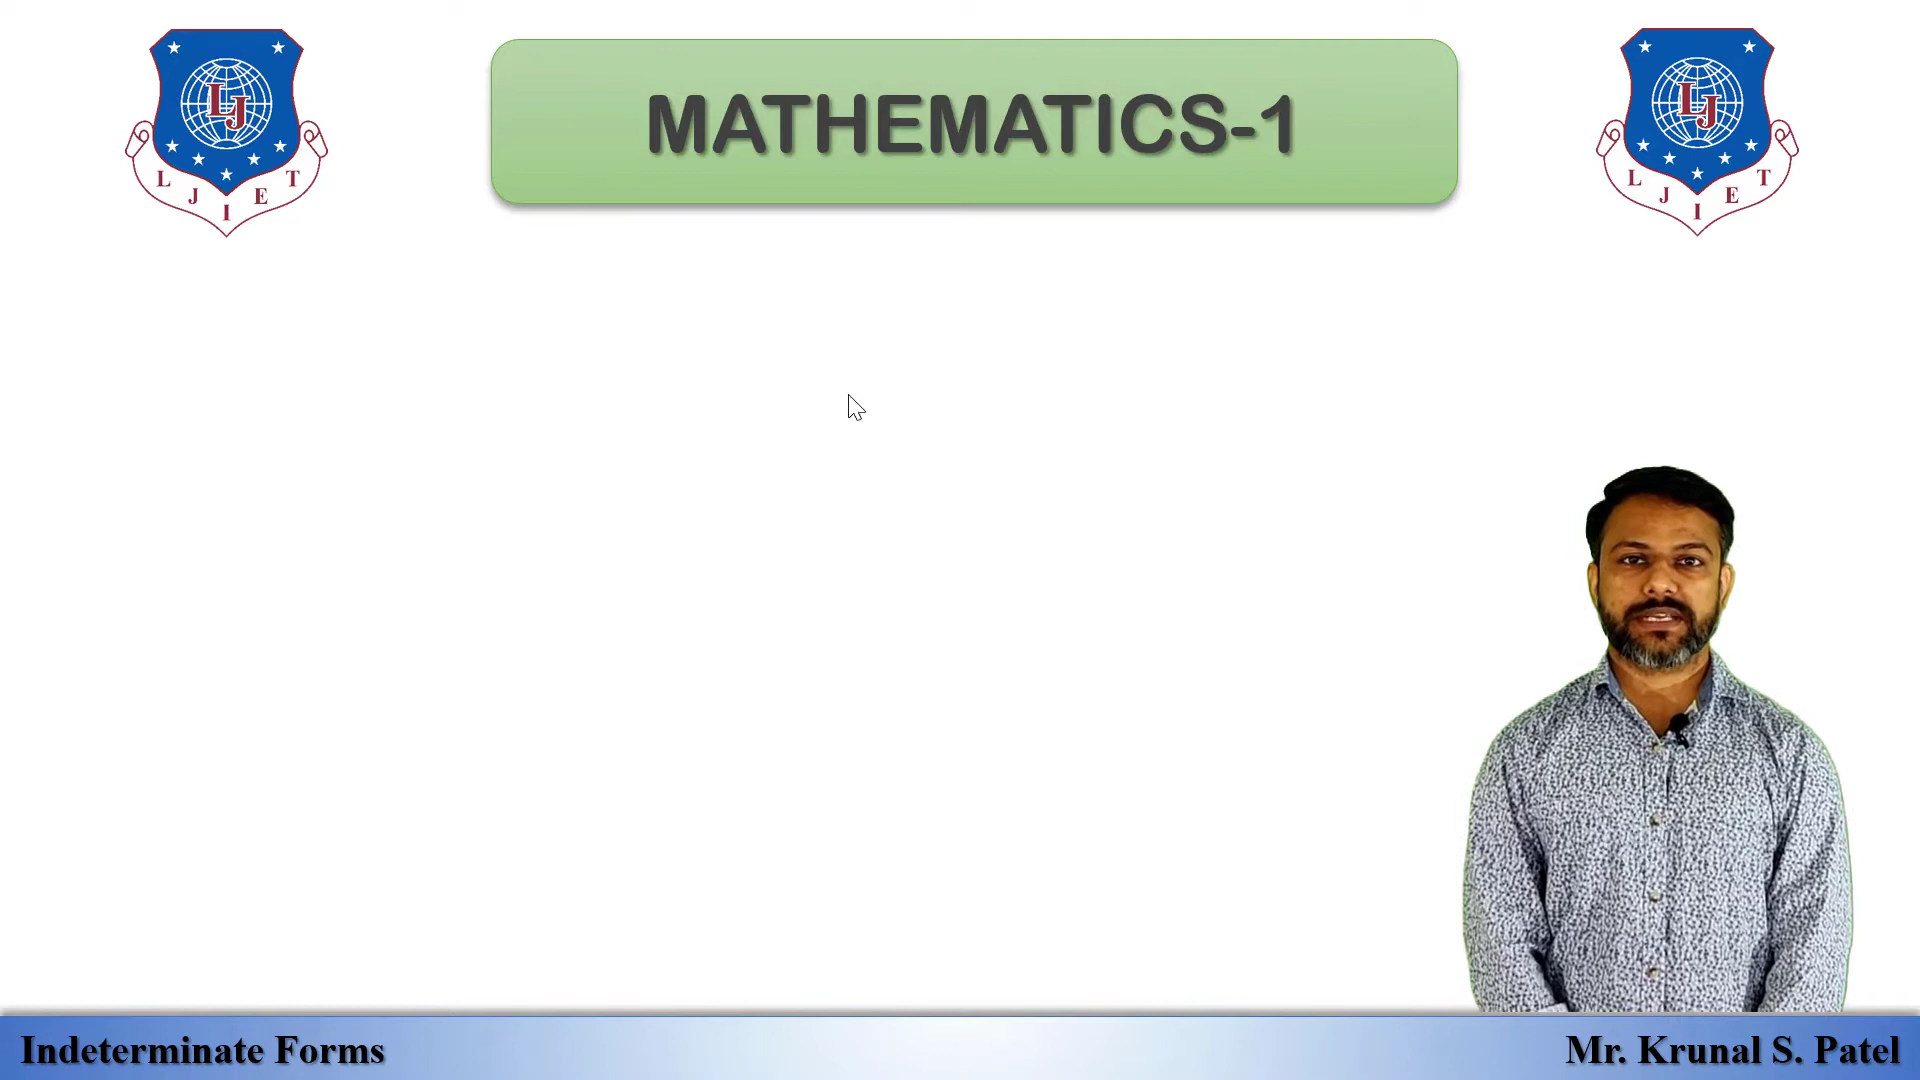 LJ
L J I E T
MATHEMATICS-1
LJ
L J I E T
Indeterminate Forms
Mr. Krunal S. Patel